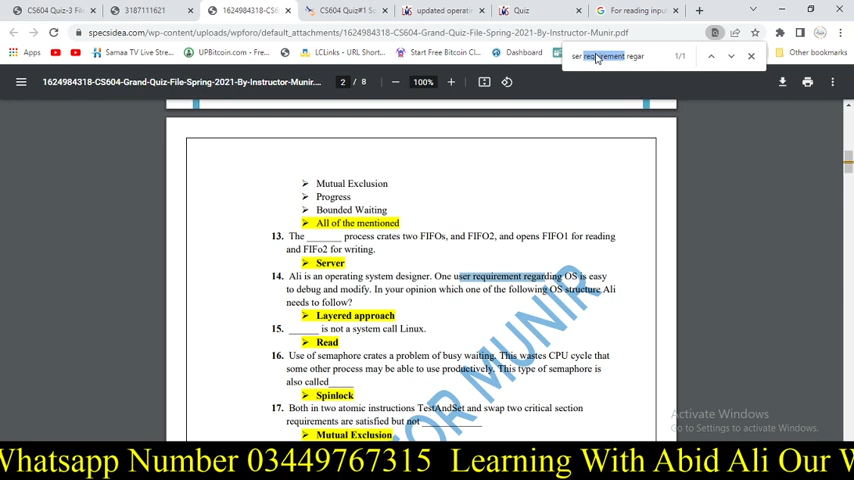 CS604 Quiz-3 Fi
3187111621
1624984318-CS6
CS604 Quiz#1 So
updated operati
Quiz
For reading inpu
specsidea.com/wp-content/uploads/wpforo/default_attachments/1624984318-CS604-Grand-Quiz-File-Spring-2021-By-Instructor-Munir.pdf
Apps
Samaa TV Live Stre...
UPBitcoin.com - Fre...
LCLinks - URL Short...
Start Free Bitcoin Cl...
Dashboard
Other bookmarks
ser requirement regar 1/1
1624984318-CS604-Grand-Quiz-File-Spring-2021-By-Instructor-Munir....
2 / 8
100%
➢ Mutual Exclusion
➢ Progress
➢ Bounded Waiting
➢ All of the mentioned
13. The _______ process crates two FIFOs, and FIFO2, and opens FIFO1 for reading
and FIFo2 for writing.
➢ Server
14. Ali is an operating system designer. One user requirement regarding OS is easy
to debug and modify. In your opinion which one of the following OS structure Ali
needs to follow?
➢ Layered approach
15. ______ is not a system call Linux.
➢ Read
16. Use of semaphore crates a problem of busy waiting. This wastes CPU cycle that
some other process may be able to use productively. This type of semaphore is
also called_____
➢ Spinlock
17. Both in two atomic instructions TestAndSet and swap two critical section
requirements are satisfied but not ____________
➢ Mutual Exclusion
TOR MUNIR
Activate Windows
Go to Settings to activate Windows.
Whatsapp Number 03449767315 Learning With Abid Ali Our W